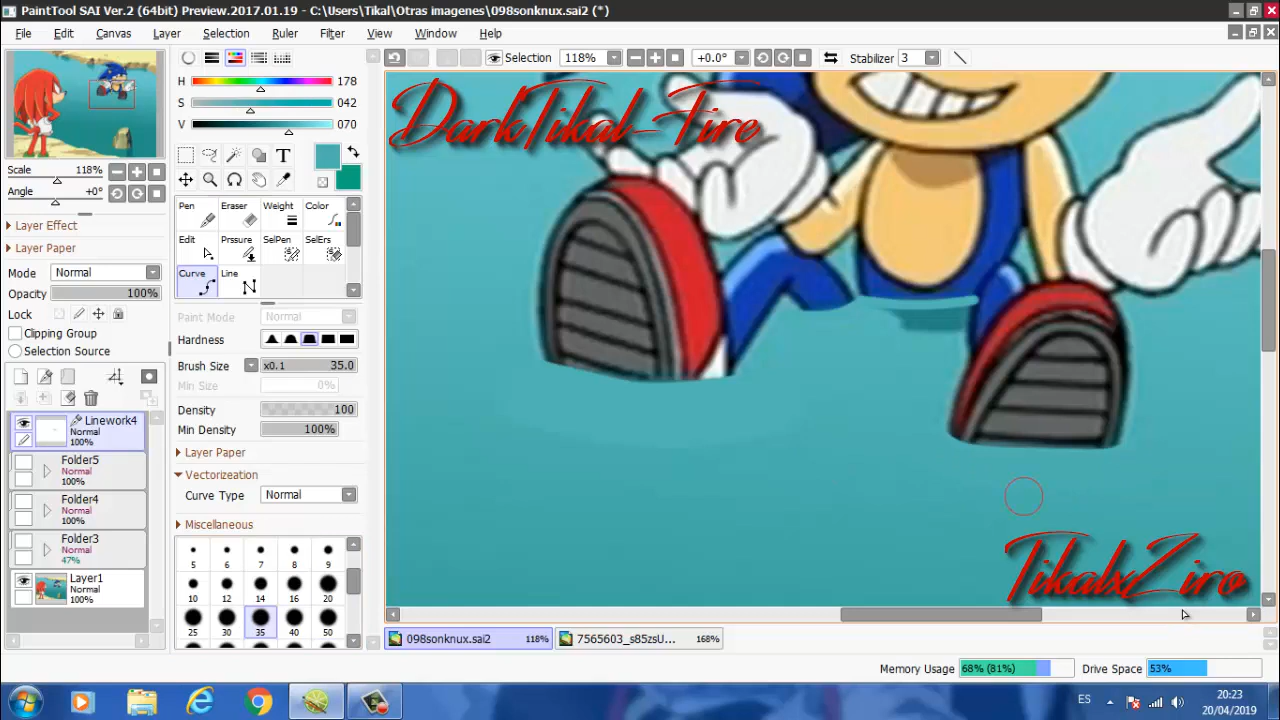 PaintTool SAI Ver.2 (64bit) Preview.2017.01.19 - C:\Users\Tikal\Otras imagenes\098sonknux.sai2 (*)
File Edit Canvas Layer Selection Ruler Filter View Window Help
Selection 118% +0.0° Stabilizer 3
H 178
S 042
V 070
Scale 118%
Angle +0°
Layer Effect
Layer Paper
Mode Normal
Opacity 100%
Lock
Clipping Group
Selection Source
Linework4
Normal
100%
Folder5
Normal
100%
Folder4
Normal
100%
Folder3
Normal
47%
Layer1
Normal
100%
T
Pen Eraser Weight Color
Edit Prssure SelPen SelErs
Curve Line
Paint Mode Normal
Hardness
Brush Size x0.1 35.0
Min Size 0%
Density 100
Min Density 100%
Layer Paper
Vectorization
Curve Type Normal
Miscellaneous
5 6 7 8 9
10 12 14 16 20
25 30 35 40 50
DarkTikal-Fire
TikalxZiro
098sonknux.sai2 118% 7565603_s85zsU... 168%
Memory Usage 68% (81%) Drive Space 53%
ES 20:23
20/04/2019